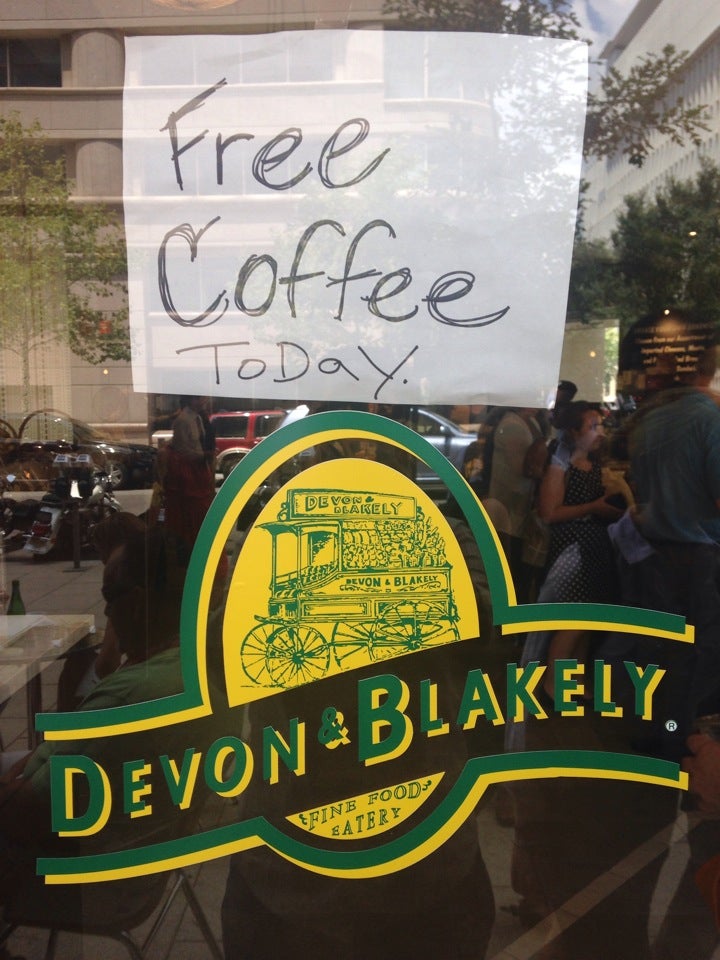 Free
Coffee
ToDay.
DEVON &
BLAKELY
DEVON & BLAKELY
DEVON & BLAKELY ®
FINE FOOD
EATERY